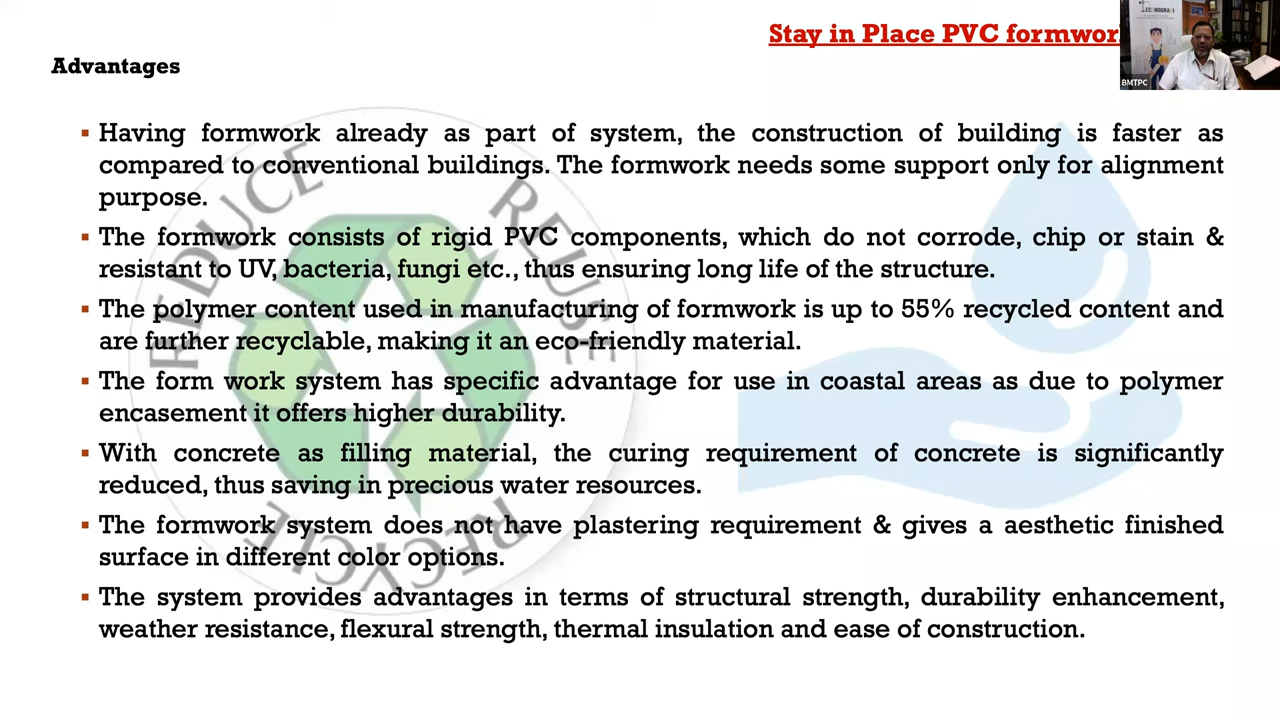 Stay in Place PVC formwor
Advantages
▪ Having formwork already as part of system, the construction of building is faster as
compared to conventional buildings. The formwork needs some support only for alignment
purpose.
▪ The formwork consists of rigid PVC components, which do not corrode, chip or stain &
resistant to UV, bacteria, fungi etc., thus ensuring long life of the structure.
▪ The polymer content used in manufacturing of formwork is up to 55% recycled content and
are further recyclable, making it an eco-friendly material.
▪ The form work system has specific advantage for use in coastal areas as due to polymer
encasement it offers higher durability.
▪ With concrete as filling material, the curing requirement of concrete is significantly
reduced, thus saving in precious water resources.
▪ The formwork system does not have plastering requirement & gives a aesthetic finished
surface in different color options.
▪ The system provides advantages in terms of structural strength, durability enhancement,
weather resistance, flexural strength, thermal insulation and ease of construction.
REDUCE
REUSE
RECYCLE
BMTPC